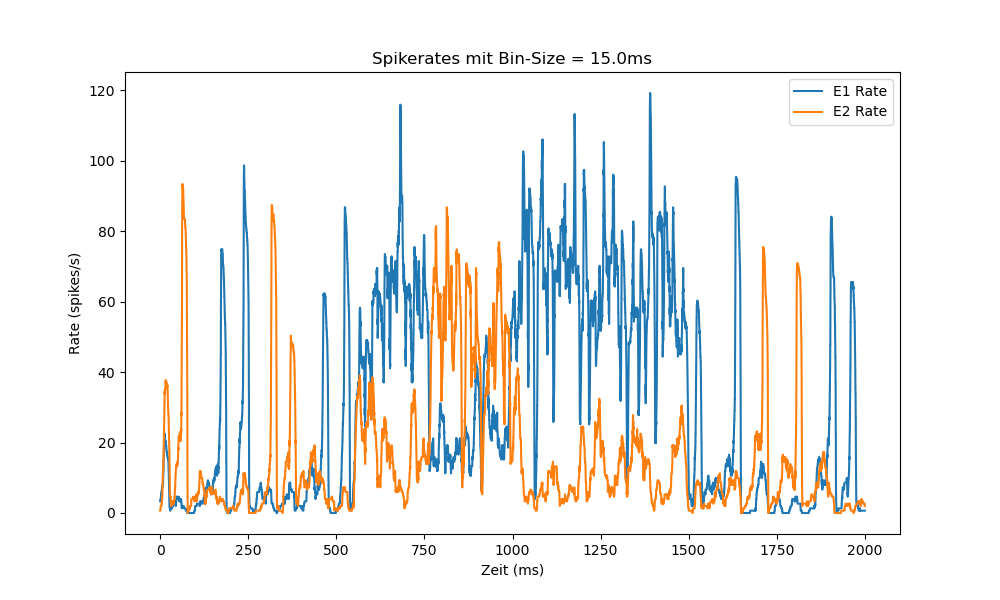 Spikerates mit Bin-Size = 15.0ms
E1 Rate
E2 Rate
Rate (spikes/s)
120
100
80
60
40
20
0
0 250 500 750 1000 1250 1500 1750 2000
Zeit (ms)